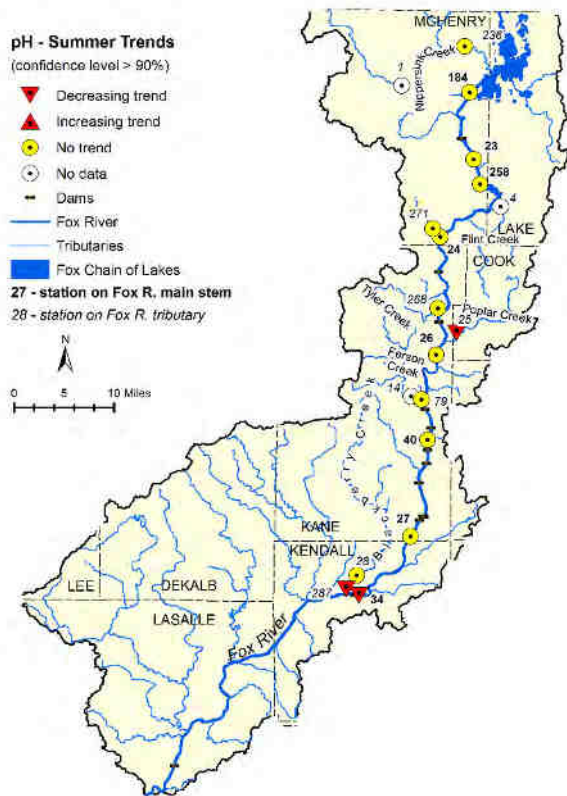 pH - Summer Trends
(confidence level > 90%)
Decreasing trend
Increasing trend
No trend
No data
Dams
Fox River
Tributaries
Fox Chain of Lakes
27 - station on Fox R. main stem
28 - station on Fox R. tributary
N
0 5 10 Miles
MCHENRY
236
Nippersink Creek
1
184
23
258
4
271
LAKE
Flint Creek
24
COOK
268
Tyler Creek
Poplar Creek
25
26
Ferson Creek
14
79
40
Blackberry Creek
27
KANE
KENDALL
28
LEE
DEKALB
287
34
LASALLE
Fox River